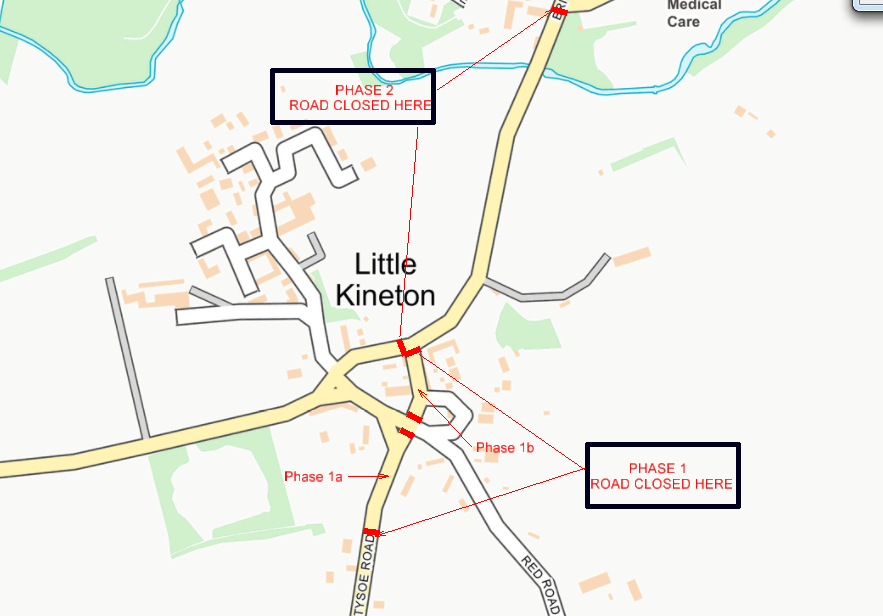 Medical
Care
BRI
PHASE 2
ROAD CLOSED HERE
Little
Kineton
Phase 1b
PHASE 1
ROAD CLOSED HERE
Phase 1a
TYSOE ROAD
RED ROAD